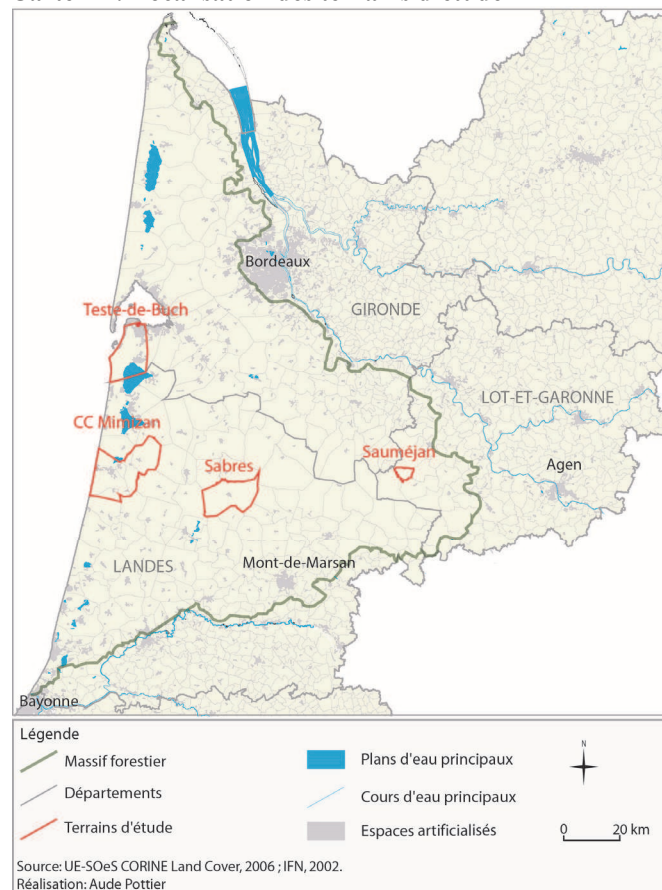 Bordeaux
Teste-de-Buch
GIRONDE
LOT-ET-GARONNE
CC Mimizan
Sabres
Sauméjan
Agen
LANDES
Mont-de-Marsan
Bayonne
Légende
Massif forestier
Départements
Terrains d'étude
Plans d'eau principaux
Cours d'eau principaux
Espaces artificialisés
N
0 20 km
Source: UE-SOeS CORINE Land Cover, 2006 ; IFN, 2002.
Réalisation: Aude Pottier